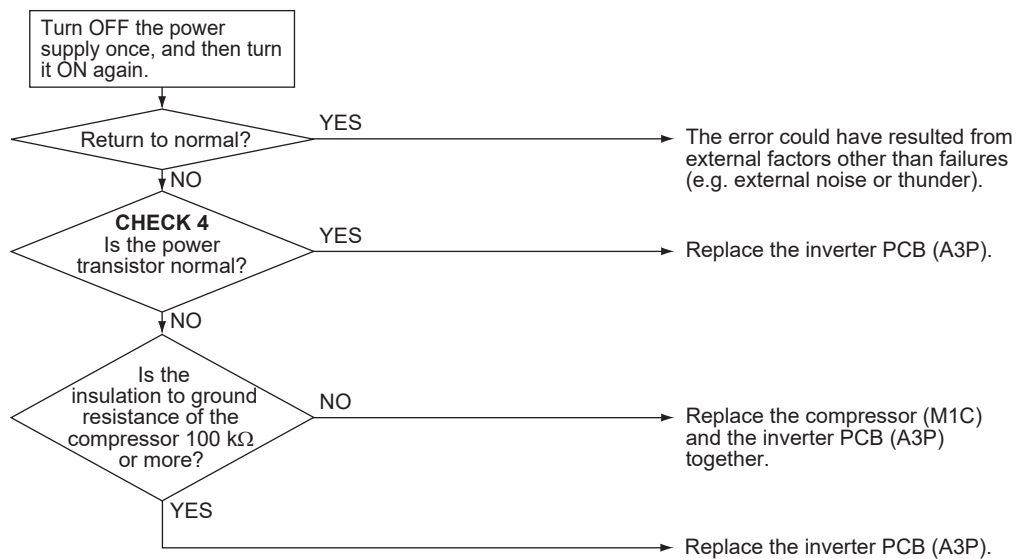 Turn OFF the power
supply once, and then turn
it ON again.
Return to normal?
YES
The error could have resulted from
external factors other than failures
(e.g. external noise or thunder).
NO
CHECK 4
Is the power
transistor normal?
YES
Replace the inverter PCB (A3P).
NO
Is the
insulation to ground
resistance of the
compressor 100 kΩ
or more?
NO
Replace the compressor (M1C)
and the inverter PCB (A3P)
together.
YES
Replace the inverter PCB (A3P).